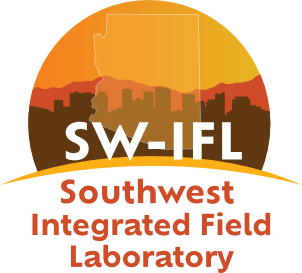 SW-IFL
Southwest
Integrated Field
Laboratory